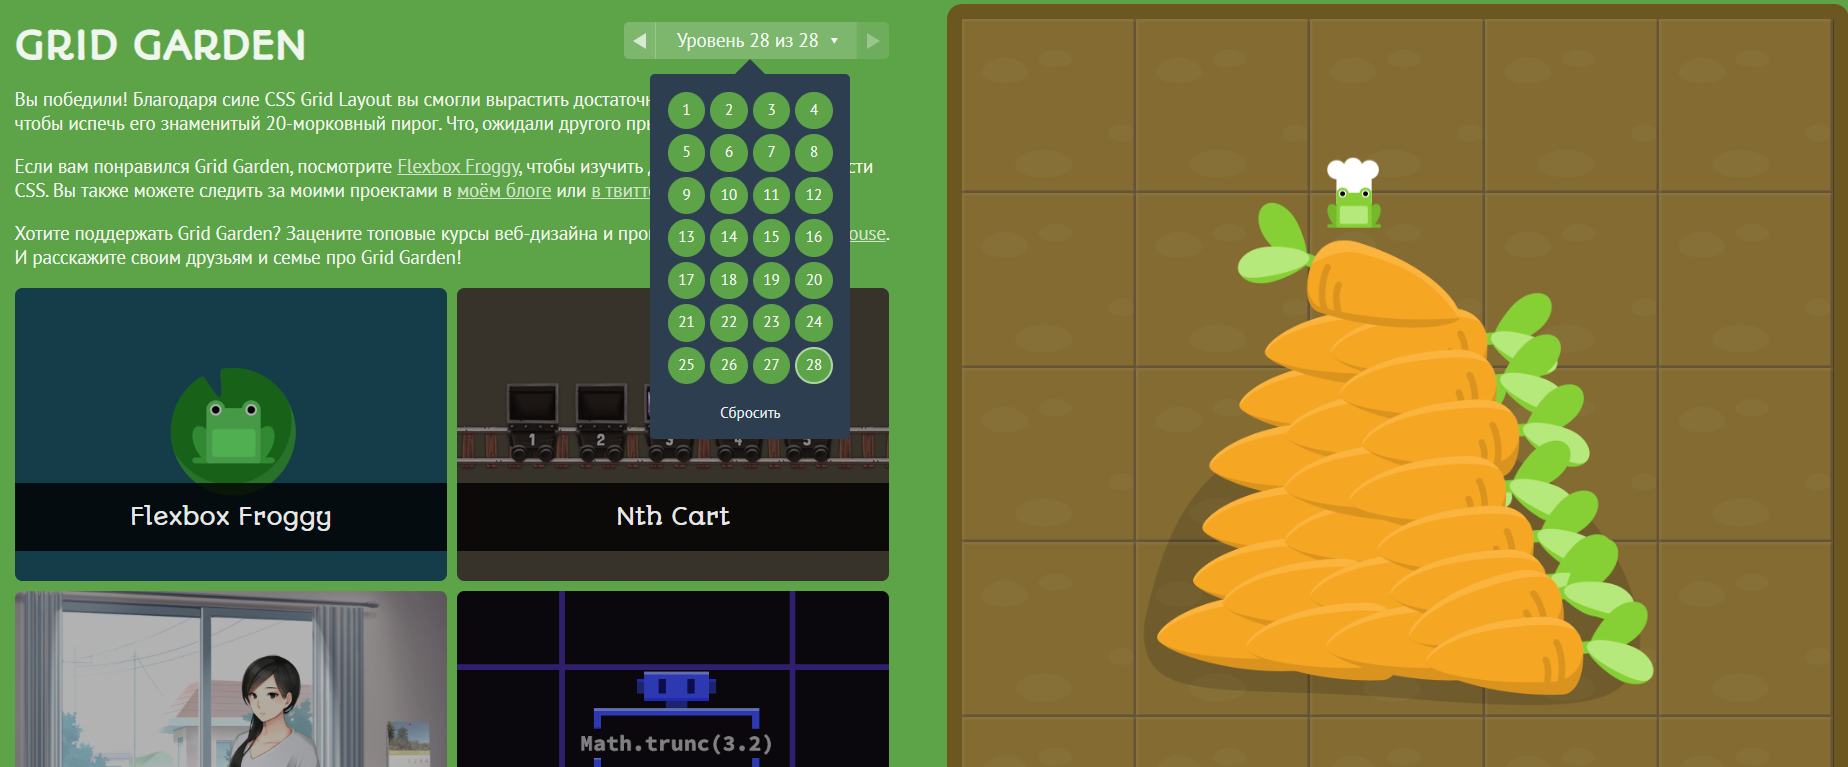 GRID GARDEN
Уровень 28 из 28
Вы победили! Благодаря силе CSS Grid Layout вы смогли вырастить
чтобы испечь его знаменитый 20-морковный пирог. Что, ожидали другого
Если вам понравился Grid Garden, посмотрите Flexbox Froggy, чтобы изучить
CSS. Вы также можете следить за моими проектами в моём блоге или в
Хотите поддержать Grid Garden? Зацените топовые курсы веб-дизайна и
И расскажите своим друзьям и семье про Grid Garden!
1 2 3 4
5 6 7 8
9 10 11 12
13 14 15 16
17 18 19 20
21 22 23 24
25 26 27 28
Сбросить
1 2 3 4 5
Flexbox Froggy
Nth Cart
Math.trunc(3.2)